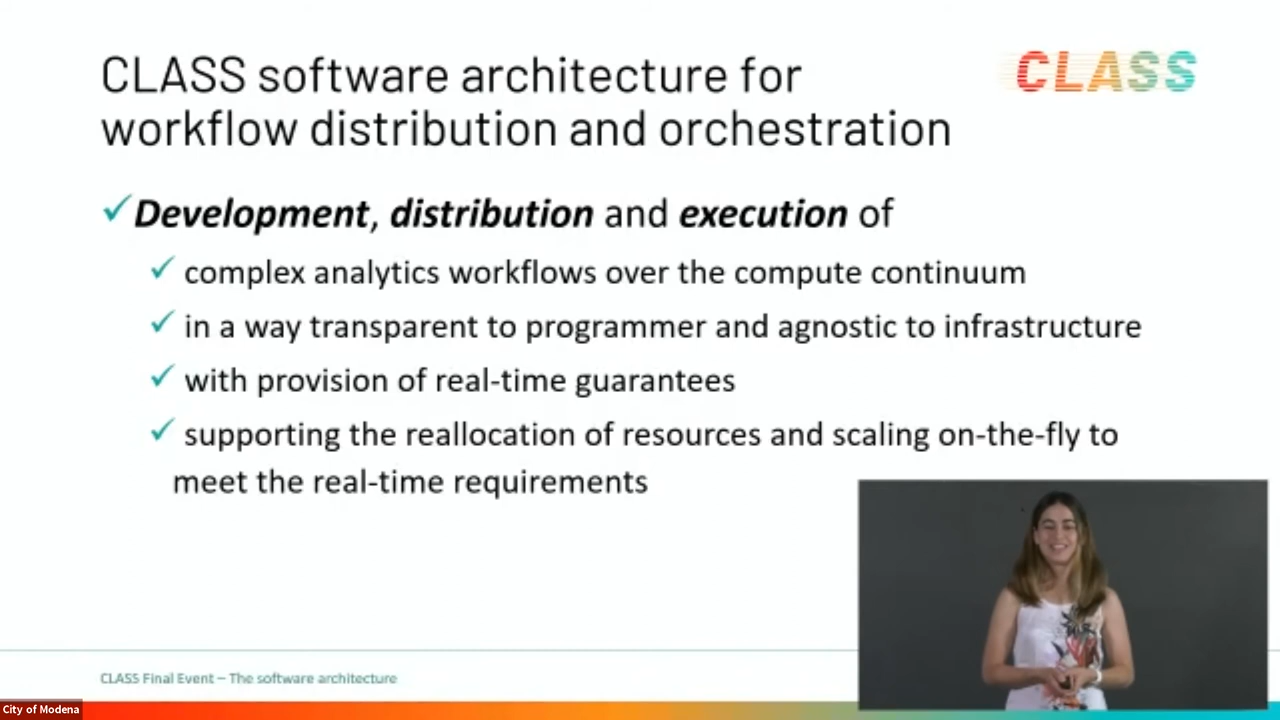 CLASS software architecture for
workflow distribution and orchestration
CLASS
✓Development, distribution and execution of
✓ complex analytics workflows over the compute continuum
✓ in a way transparent to programmer and agnostic to infrastructure
✓ with provision of real-time guarantees
✓ supporting the reallocation of resources and scaling on-the-fly to
meet the real-time requirements
CLASS Final Event – The software architecture
City of Modena